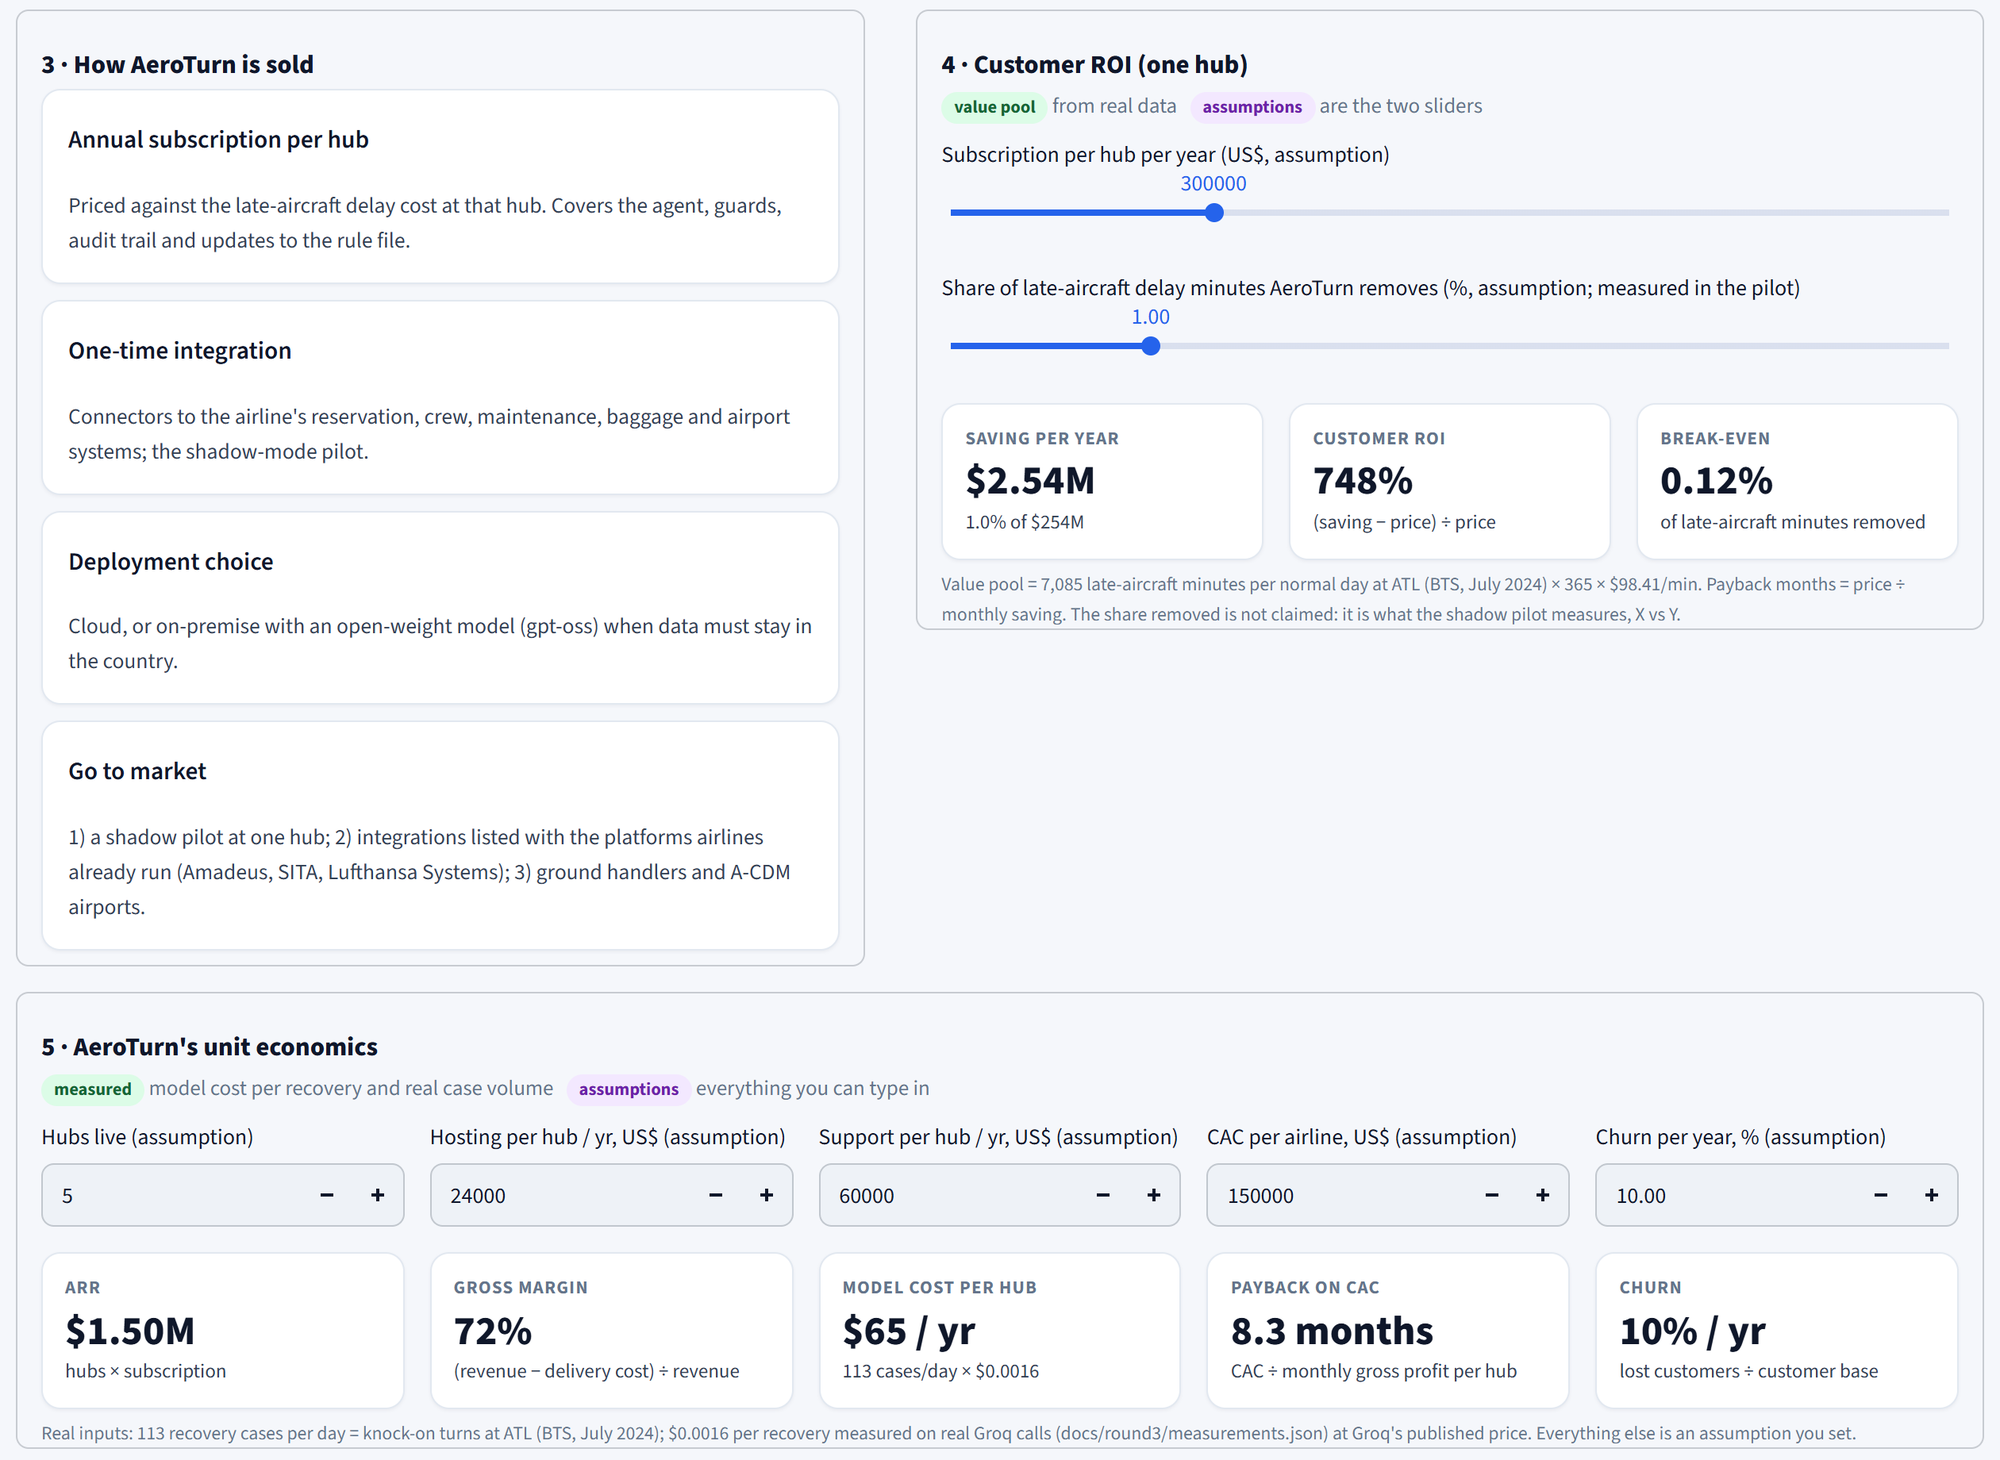 3 · How AeroTurn is sold
Annual subscription per hub
Priced against the late-aircraft delay cost at that hub. Covers the agent, guards,
audit trail and updates to the rule file.
One-time integration
Connectors to the airline's reservation, crew, maintenance, baggage and airport
systems; the shadow-mode pilot.
Deployment choice
Cloud, or on-premise with an open-weight model (gpt-oss) when data must stay in
the country.
Go to market
1) a shadow pilot at one hub; 2) integrations listed with the platforms airlines
already run (Amadeus, SITA, Lufthansa Systems); 3) ground handlers and A-CDM
airports.
4 · Customer ROI (one hub)
value pool from real data assumptions are the two sliders
Subscription per hub per year (US$, assumption)
300000
Share of late-aircraft delay minutes AeroTurn removes (%, assumption; measured in the pilot)
1.00
SAVING PER YEAR
$2.54M
1.0% of $254M
CUSTOMER ROI
748%
(saving − price) ÷ price
BREAK-EVEN
0.12%
of late-aircraft minutes removed
Value pool = 7,085 late-aircraft minutes per normal day at ATL (BTS, July 2024) × 365 × $98.41/min. Payback months = price ÷
monthly saving. The share removed is not claimed: it is what the shadow pilot measures, X vs Y.
5 · AeroTurn's unit economics
measured model cost per recovery and real case volume assumptions everything you can type in
Hubs live (assumption)
5 − +
Hosting per hub / yr, US$ (assumption)
24000 − +
Support per hub / yr, US$ (assumption)
60000 − +
CAC per airline, US$ (assumption)
150000 − +
Churn per year, % (assumption)
10.00 − +
ARR
$1.50M
hubs × subscription
GROSS MARGIN
72%
(revenue − delivery cost) ÷ revenue
MODEL COST PER HUB
$65 / yr
113 cases/day × $0.0016
PAYBACK ON CAC
8.3 months
CAC ÷ monthly gross profit per hub
CHURN
10% / yr
lost customers ÷ customer base
Real inputs: 113 recovery cases per day = knock-on turns at ATL (BTS, July 2024); $0.0016 per recovery measured on real Groq calls (docs/round3/measurements.json) at Groq's published price. Everything else is an assumption you set.